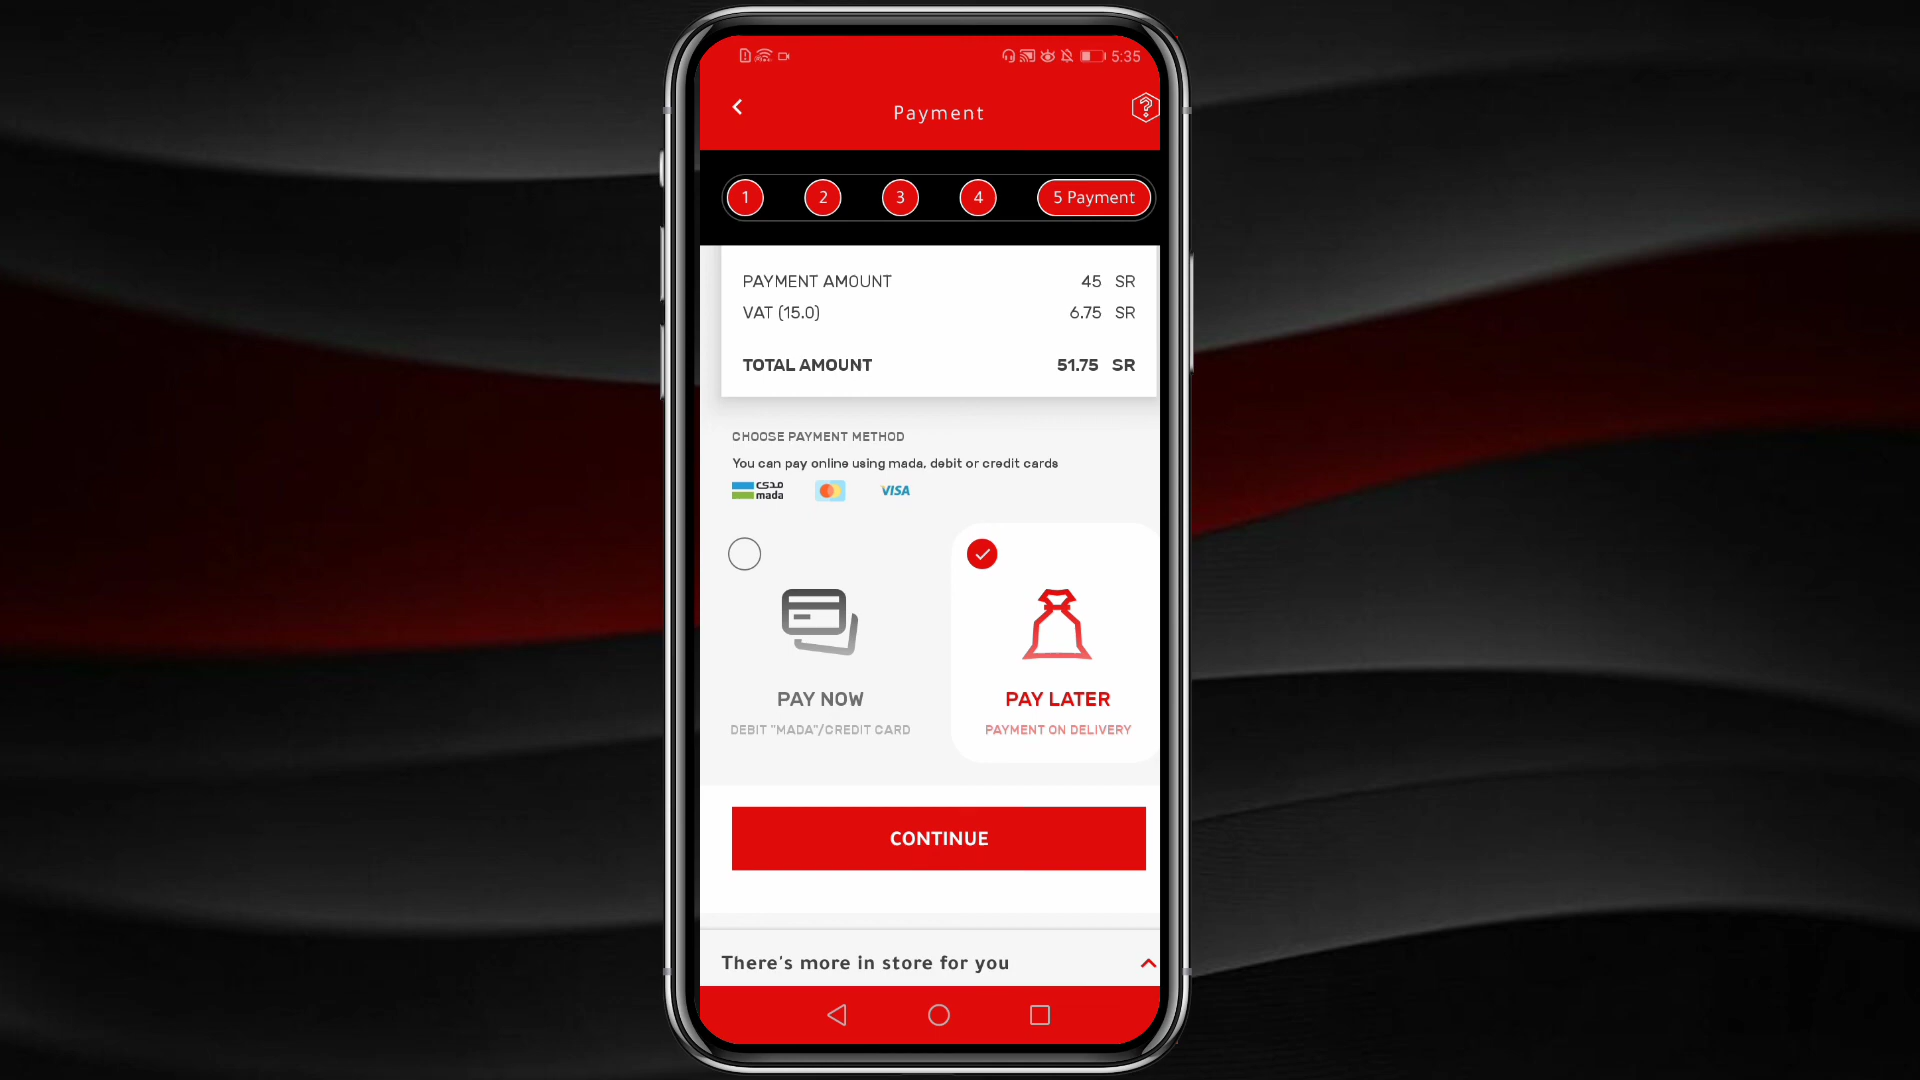 5:35
Payment
1 2 3 4 5 Payment
PAYMENT AMOUNT 45 SR
VAT (15.0) 6.75 SR
TOTAL AMOUNT 51.75 SR
CHOOSE PAYMENT METHOD
You can pay online using mada, debit or credit cards
مدى
mada VISA
PAY NOW PAY LATER
DEBIT "MADA"/CREDIT CARD PAYMENT ON DELIVERY
CONTINUE
There's more in store for you